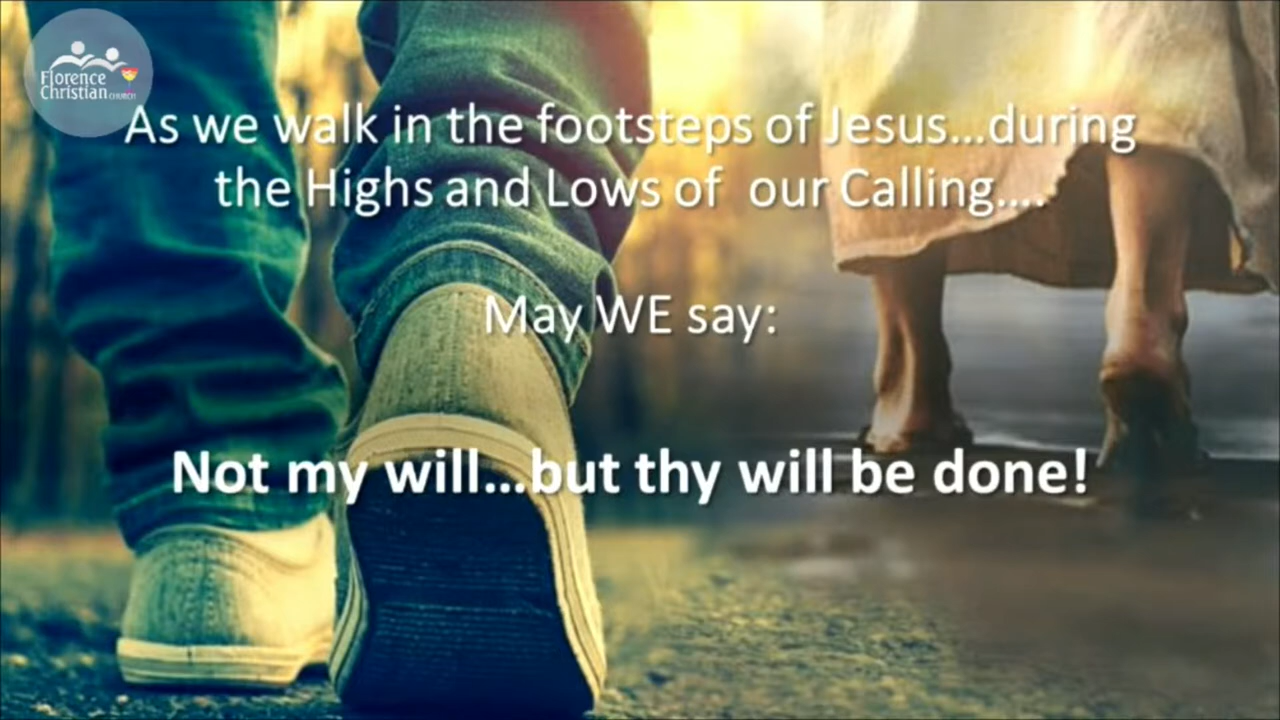 Florence
Christian CHURCH
As we walk in the footsteps of Jesus...during
the Highs and Lows of our Calling....
May WE say:
Not my will...but thy will be done!